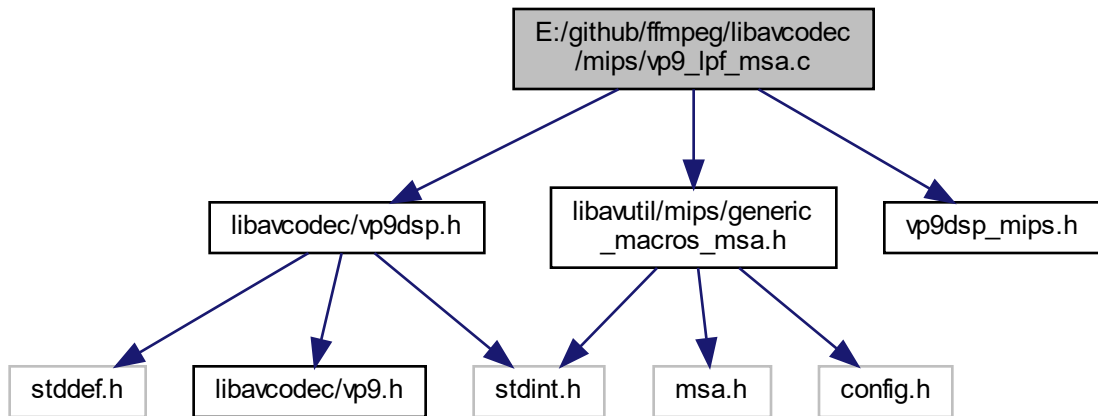 E:/github/ffmpeg/libavcodec
/mips/vp9_lpf_msa.c
libavcodec/vp9dsp.h
libavutil/mips/generic
_macros_msa.h
vp9dsp_mips.h
stddef.h
libavcodec/vp9.h
stdint.h
msa.h
config.h